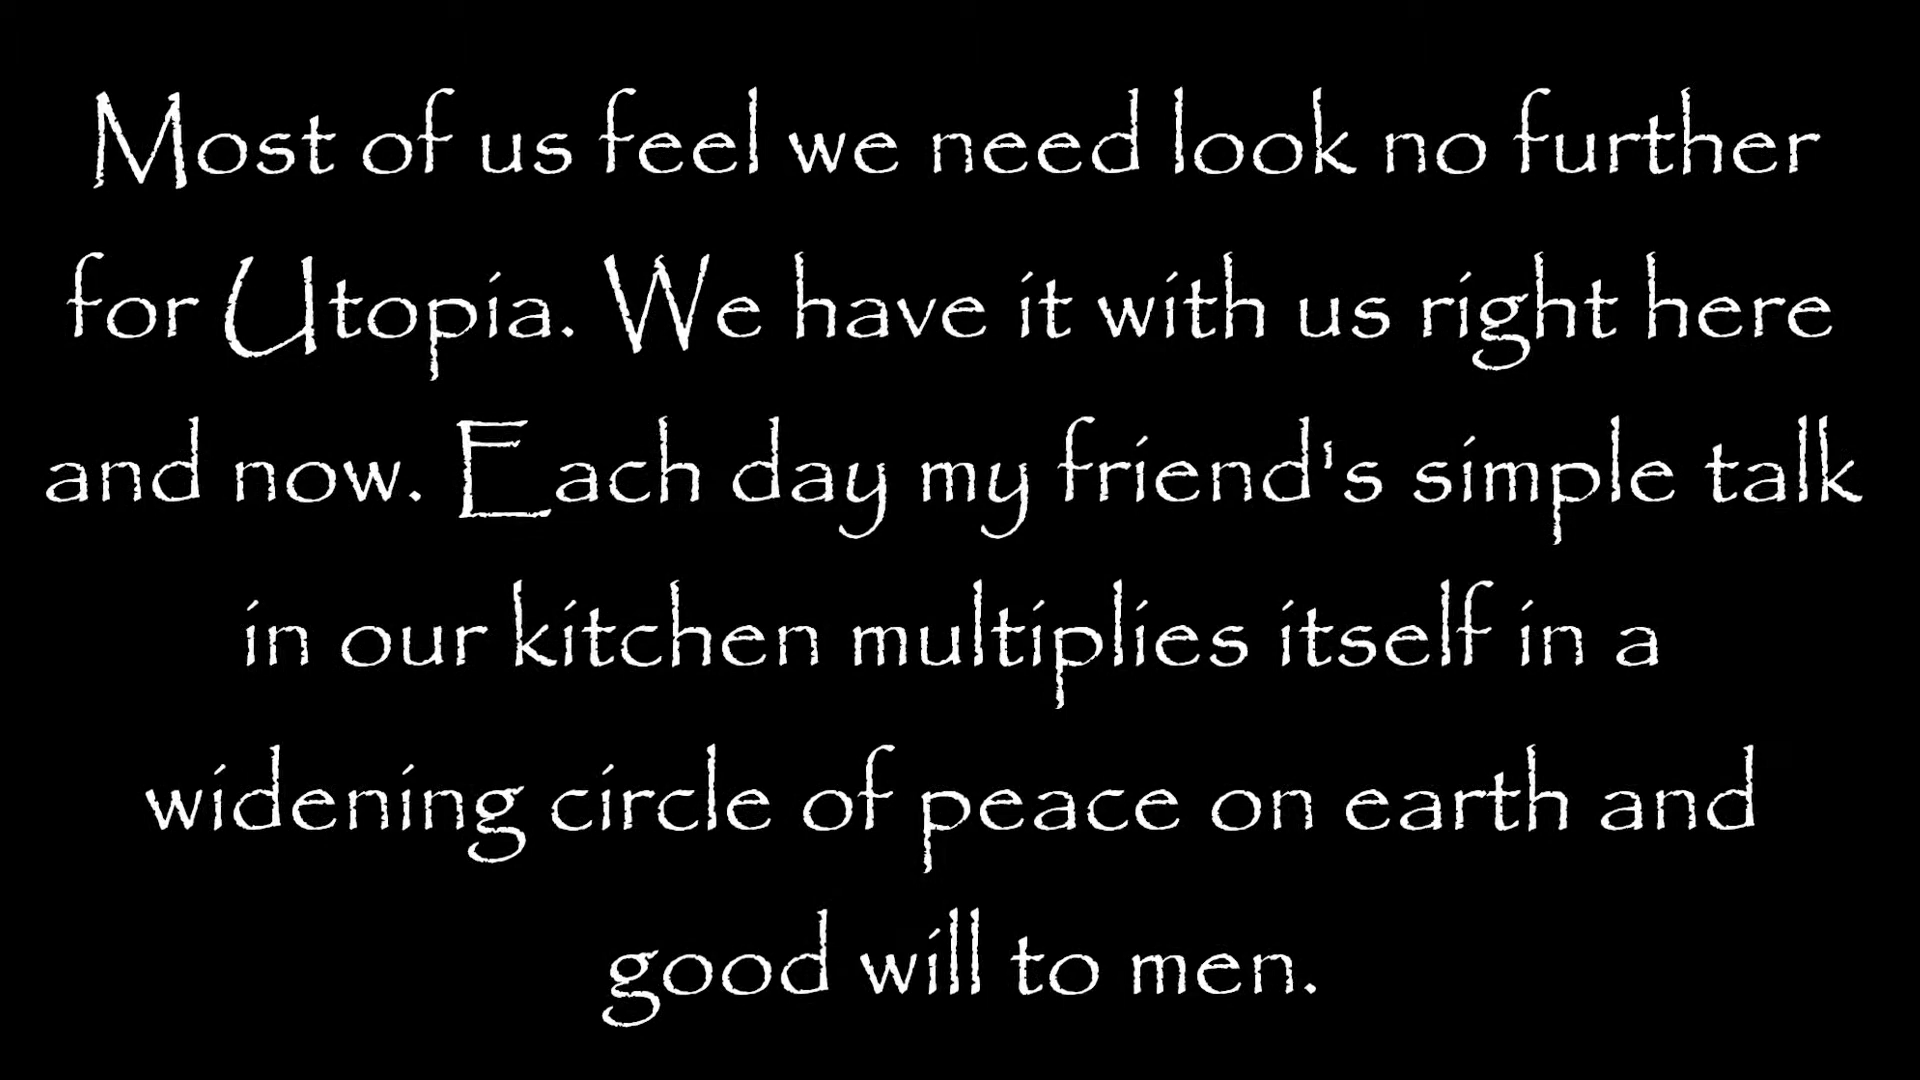 Most of us feel we need look no further
for Utopia. We have it with us right here
and now. Each day my friend's simple talk
in our kitchen multiplies itself in a
widening circle of peace on earth and
good will to men.